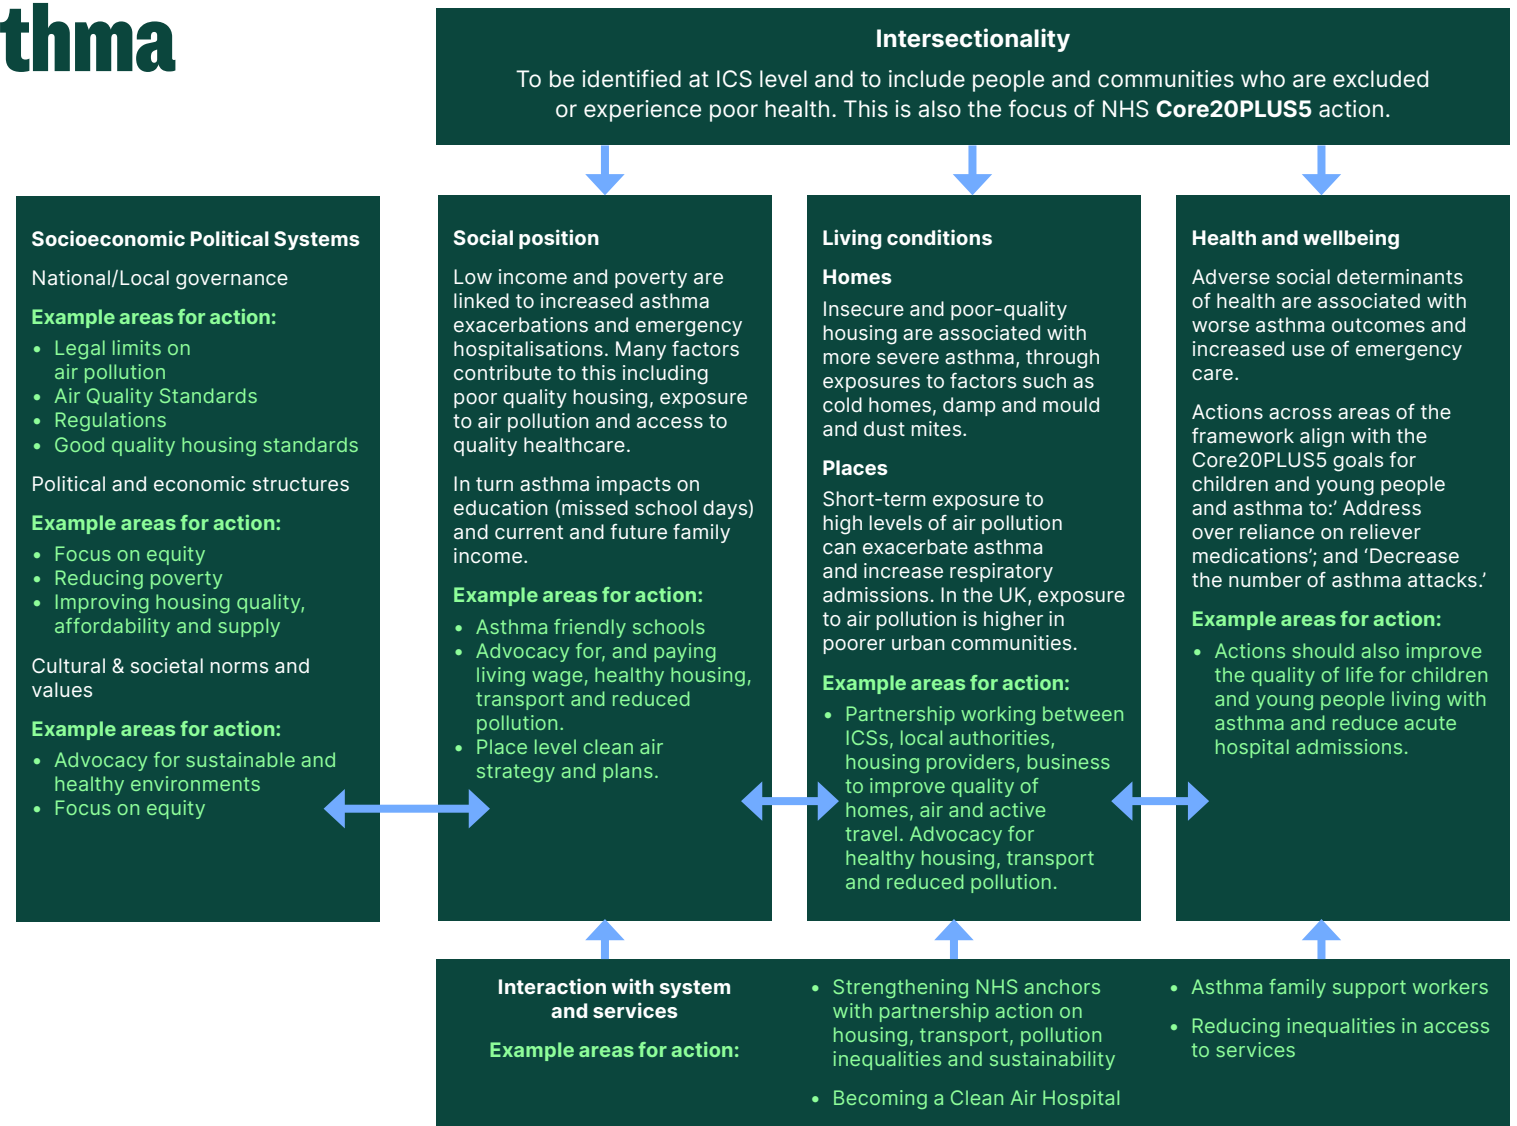 thma
Intersectionality
To be identified at ICS level and to include people and communities who are excluded
or experience poor health. This is also the focus of NHS Core20PLUS5 action.
Socioeconomic Political Systems
National/Local governance
Example areas for action:
• Legal limits on
air pollution
• Air Quality Standards
• Regulations
• Good quality housing standards
Political and economic structures
Example areas for action:
• Focus on equity
• Reducing poverty
• Improving housing quality,
affordability and supply
Cultural & societal norms and
values
Example areas for action:
• Advocacy for sustainable and
healthy environments
• Focus on equity
Social position
Low income and poverty are
linked to increased asthma
exacerbations and emergency
hospitalisations. Many factors
contribute to this including
poor quality housing, exposure
to air pollution and access to
quality healthcare.
In turn asthma impacts on
education (missed school days)
and current and future family
income.
Example areas for action:
• Asthma friendly schools
• Advocacy for, and paying
living wage, healthy housing,
transport and reduced
pollution.
• Place level clean air
strategy and plans.
Living conditions
Homes
Insecure and poor-quality
housing are associated with
more severe asthma, through
exposures to factors such as
cold homes, damp and mould
and dust mites.
Places
Short-term exposure to
high levels of air pollution
can exacerbate asthma
and increase respiratory
admissions. In the UK, exposure
to air pollution is higher in
poorer urban communities.
Example areas for action:
• Partnership working between
ICSs, local authorities,
housing providers, business
to improve quality of
homes, air and active
travel. Advocacy for
healthy housing, transport
and reduced pollution.
Health and wellbeing
Adverse social determinants
of health are associated with
worse asthma outcomes and
increased use of emergency
care.
Actions across areas of the
framework align with the
Core20PLUS5 goals for
children and young people
and asthma to:’ Address
over reliance on reliever
medications’; and ‘Decrease
the number of asthma attacks.’
Example areas for action:
• Actions should also improve
the quality of life for children
and young people living with
asthma and reduce acute
hospital admissions.
Interaction with system
and services
Example areas for action:
• Strengthening NHS anchors
with partnership action on
housing, transport, pollution
inequalities and sustainability
• Becoming a Clean Air Hospital
• Asthma family support workers
• Reducing inequalities in access
to services